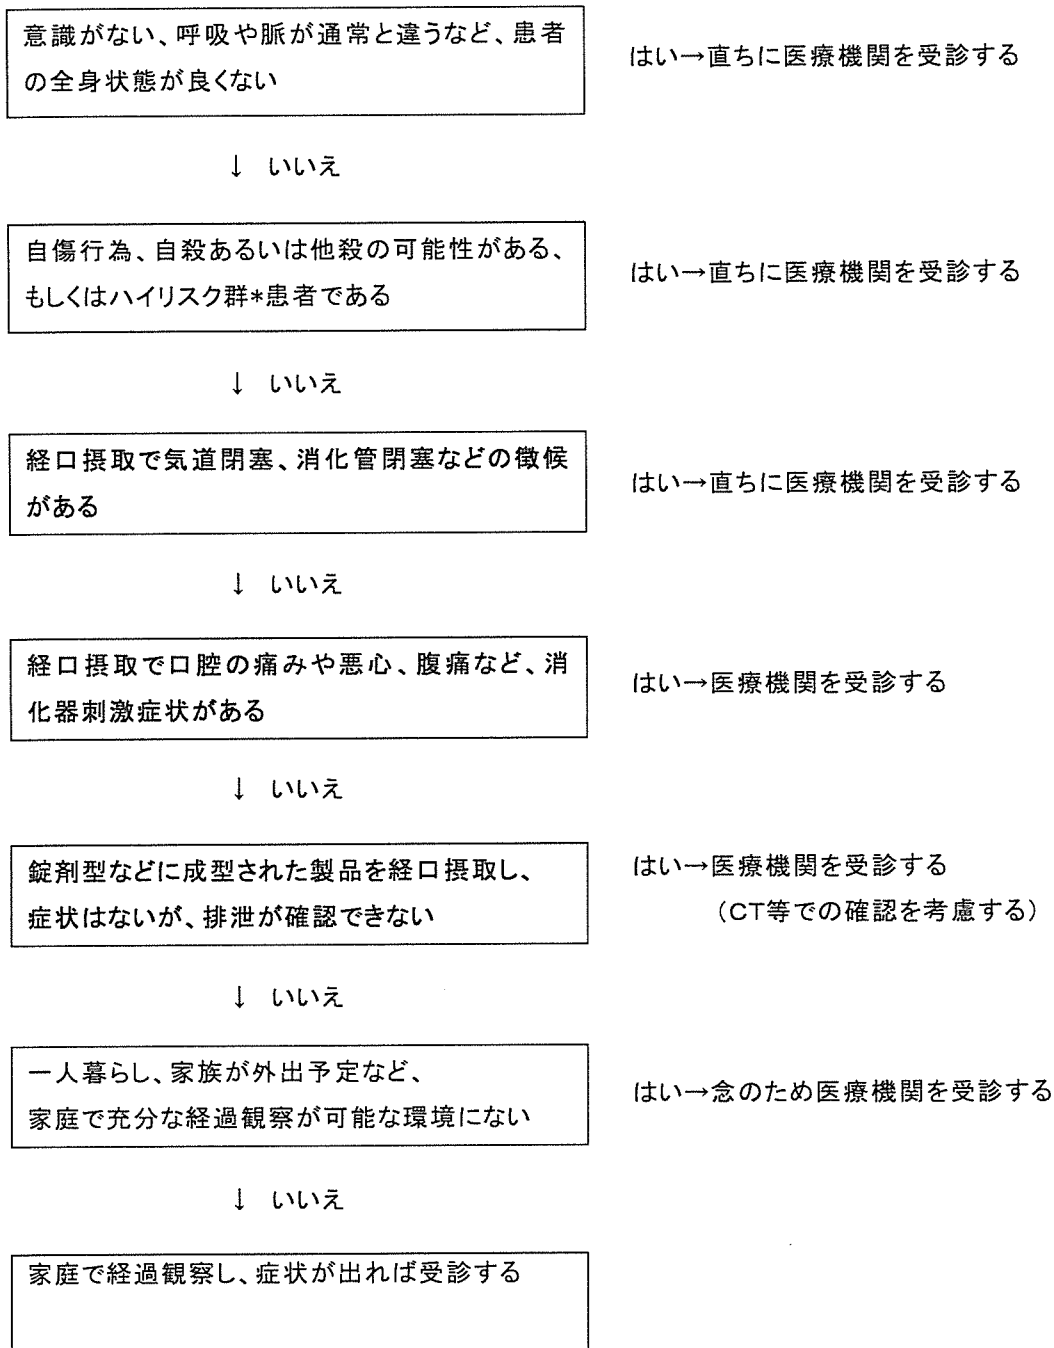 意識がない、呼吸や脈が通常と違うなど、患者
の全身状態が良くない
はい→直ちに医療機関を受診する
↓ いいえ
自傷行為、自殺あるいは他殺の可能性がある、
もしくはハイリスク群*患者である
はい→直ちに医療機関を受診する
↓ いいえ
経口摂取で気道閉塞、消化管閉塞などの徴候
がある
はい→直ちに医療機関を受診する
↓ いいえ
経口摂取で口腔の痛みや悪心、腹痛など、消
化器刺激症状がある
はい→医療機関を受診する
↓ いいえ
錠剤型などに成型された製品を経口摂取し、
症状はないが、排泄が確認できない
はい→医療機関を受診する
（CT等での確認を考慮する）
↓ いいえ
一人暮らし、家族が外出予定など、
家庭で充分な経過観察が可能な環境にない
はい→念のため医療機関を受診する
↓ いいえ
家庭で経過観察し、症状が出れば受診する